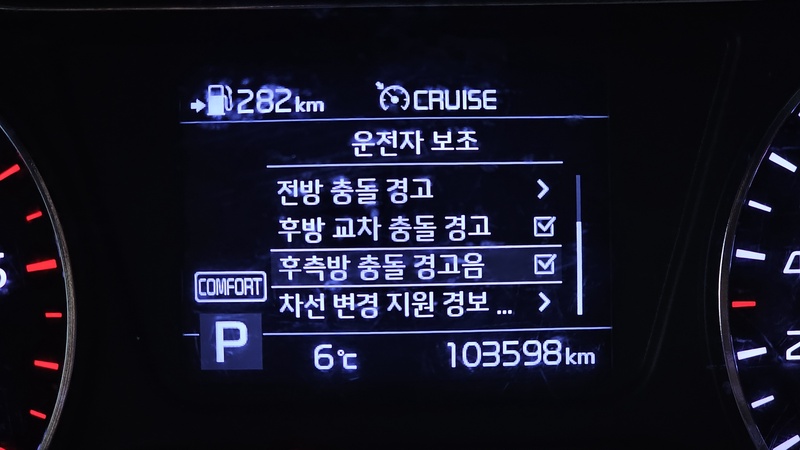 282km CRUISE
운전자 보조
전방 충돌 경고
후방 교차 충돌 경고
후측방 충돌 경고음
COMFORT
차선 변경 지원 경보 ...
P
6℃ 103598km